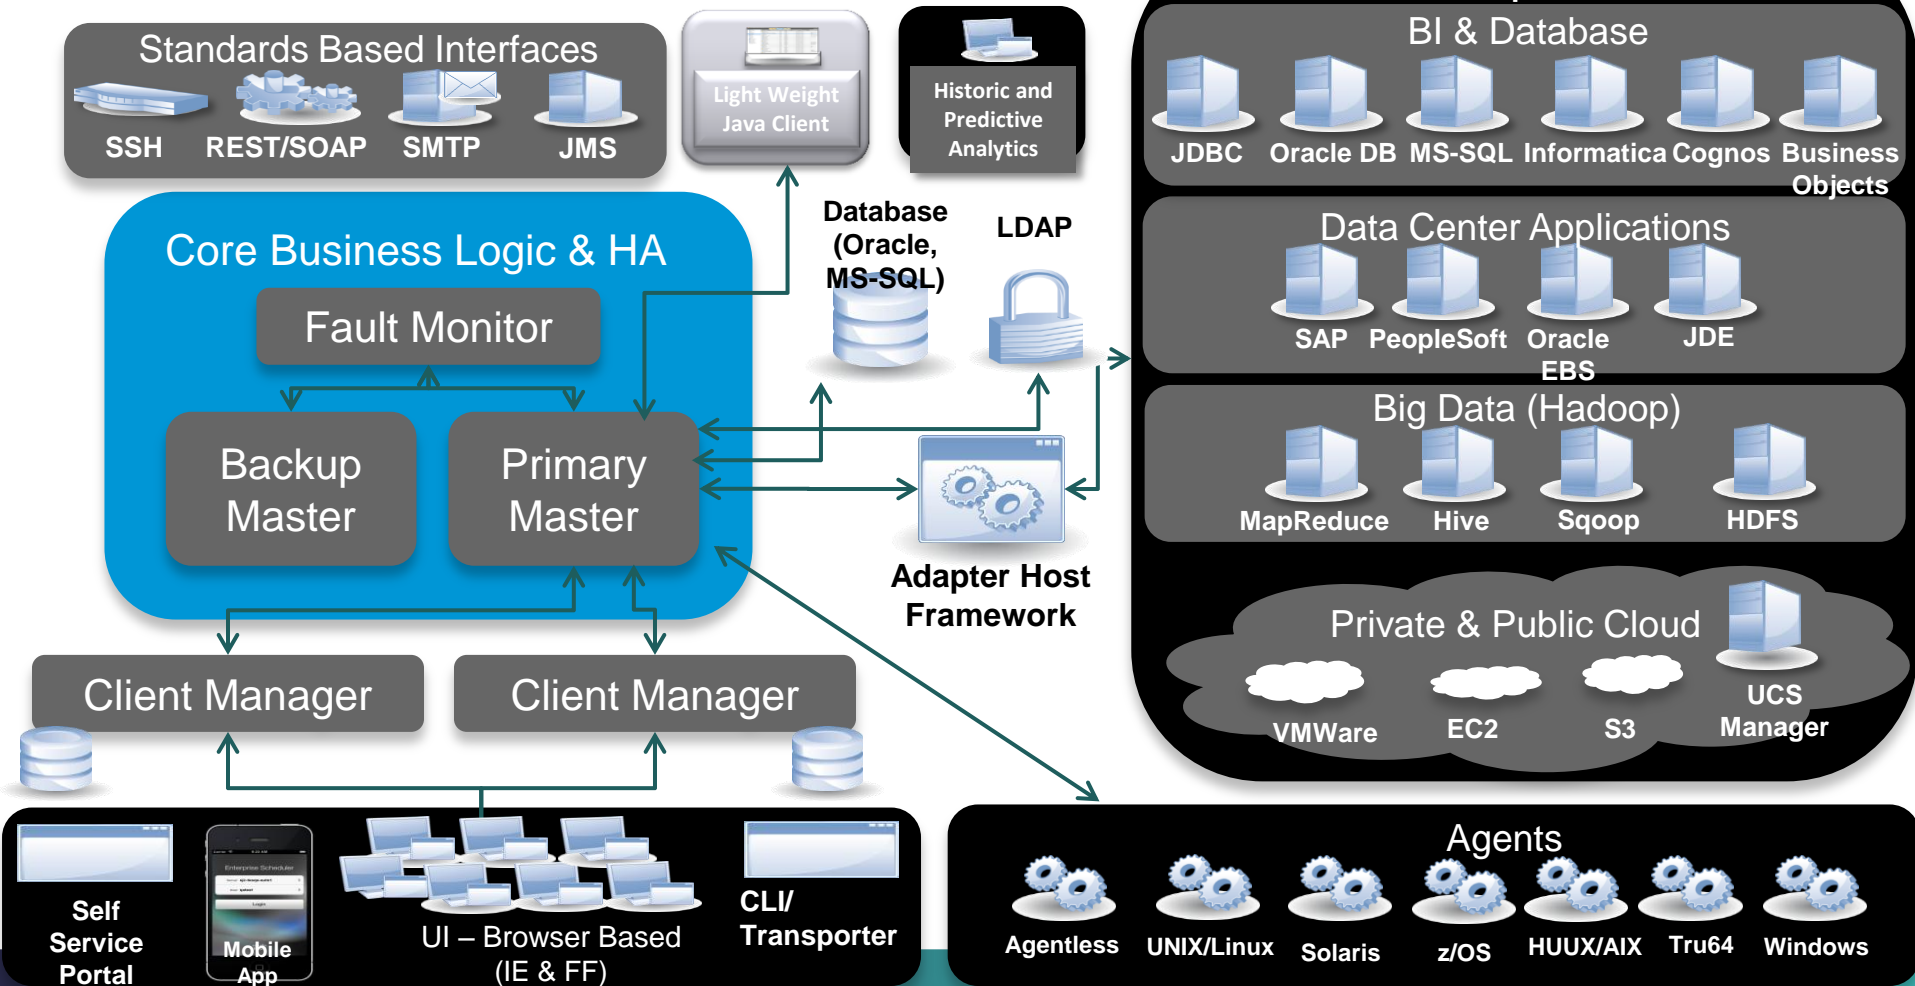 Standards Based Interfaces
SSH
REST/SOAP
SMTP
JMS
Light Weight
Java Client
Historic and
Predictive
Analytics
BI & Database
JDBC
Oracle DB
MS-SQL
Informatica
Cognos
Business
Objects
Core Business Logic & HA
Fault Monitor
Backup
Master
Primary
Master
Database
(Oracle,
MS-SQL)
LDAP
Adapter Host
Framework
Data Center Applications
SAP
PeopleSoft
Oracle
EBS
JDE
Big Data (Hadoop)
MapReduce
Hive
Sqoop
HDFS
Private & Public Cloud
VMWare
EC2
S3
UCS
Manager
Client Manager
Client Manager
Self
Service
Portal
Enterprise Scheduler
Login
Mobile
App
UI – Browser Based
(IE & FF)
CLI/
Transporter
Agents
Agentless
UNIX/Linux
Solaris
z/OS
HUUX/AIX
Tru64
Windows